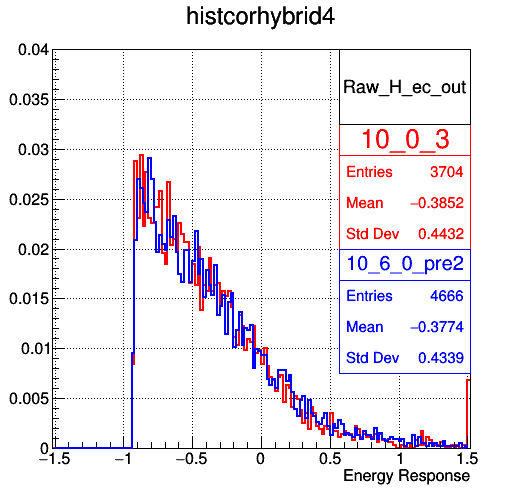 histcorhybrid4
0.04
0.035
0.03
0.025
0.02
0.015
0.01
0.005
0
Raw_H_ec_out
10_0_3
Entries 3704
Mean −0.3852
Std Dev 0.4432
10_6_0_pre2
Entries 4666
Mean −0.3774
Std Dev 0.4339
−1.5 −1 −0.5 0 0.5 1 1.5
Energy Response